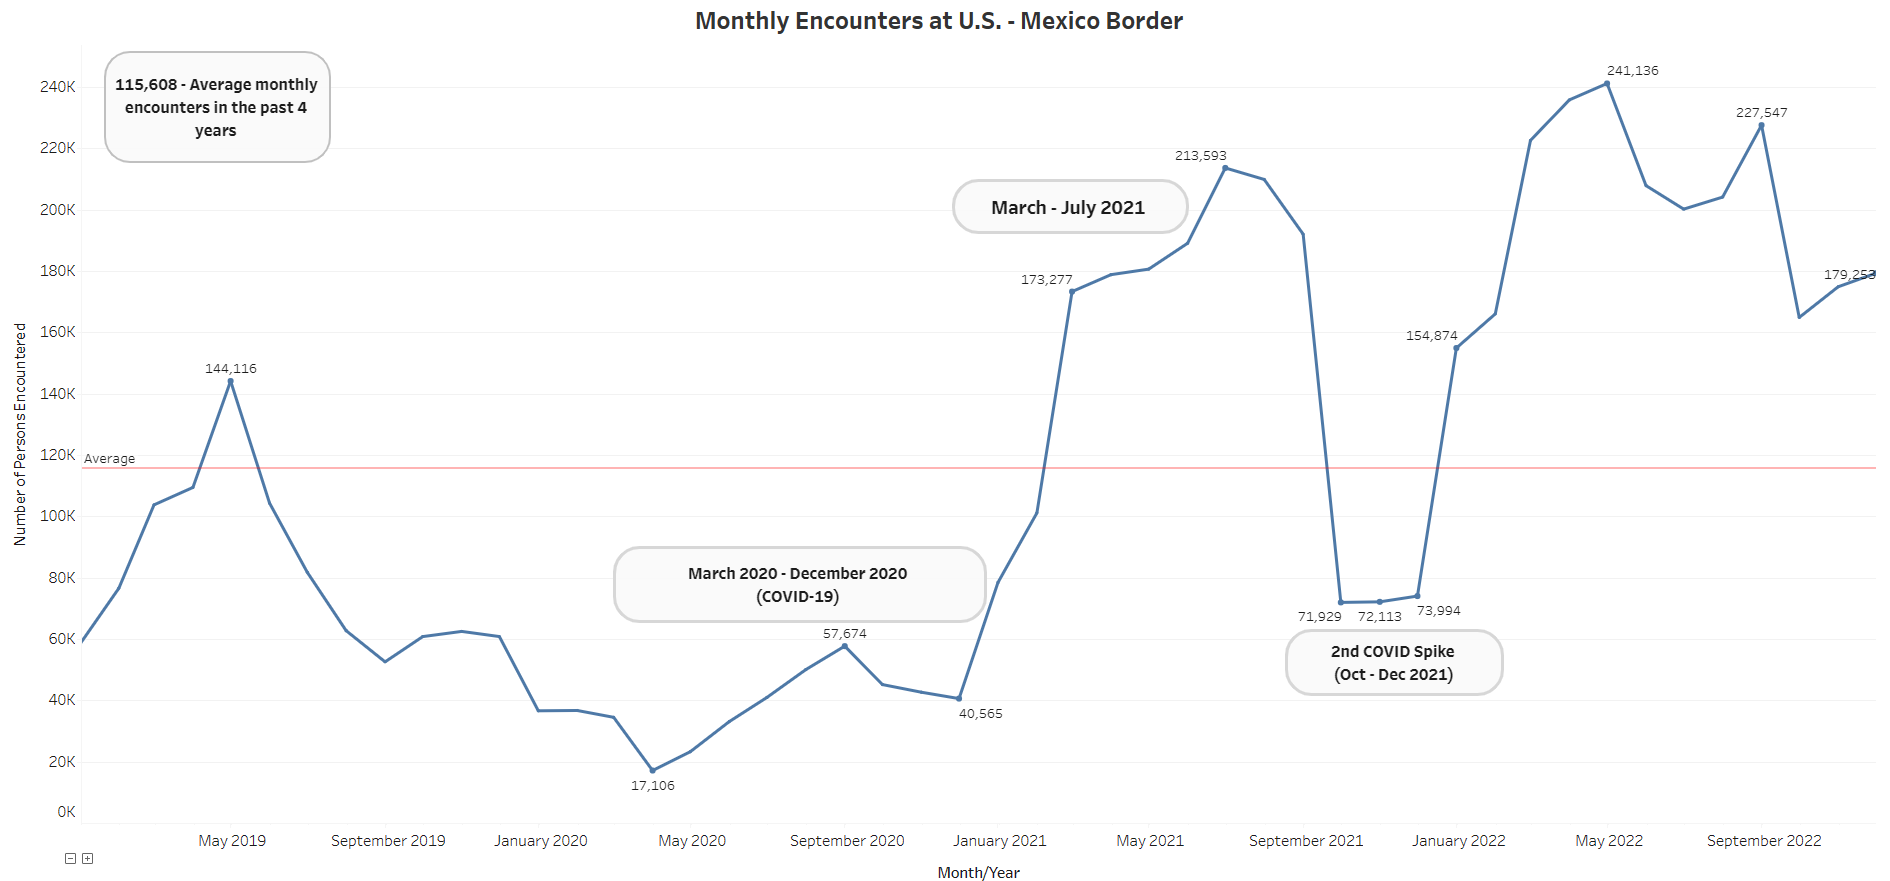 Monthly Encounters at U.S. - Mexico Border
115,608 - Average monthly
encounters in the past 4
years
240K
220K
200K
180K
160K
140K
120K
100K
80K
60K
40K
20K
0K
Number of Persons Encountered
Average
144,116
17,106
March 2020 - December 2020
(COVID-19)
57,674
40,565
173,277
March - July 2021
213,593
71,929
72,113
73,994
2nd COVID Spike
(Oct - Dec 2021)
154,874
241,136
227,547
179,253
May 2019
September 2019
January 2020
May 2020
September 2020
January 2021
May 2021
September 2021
January 2022
May 2022
September 2022
Month/Year